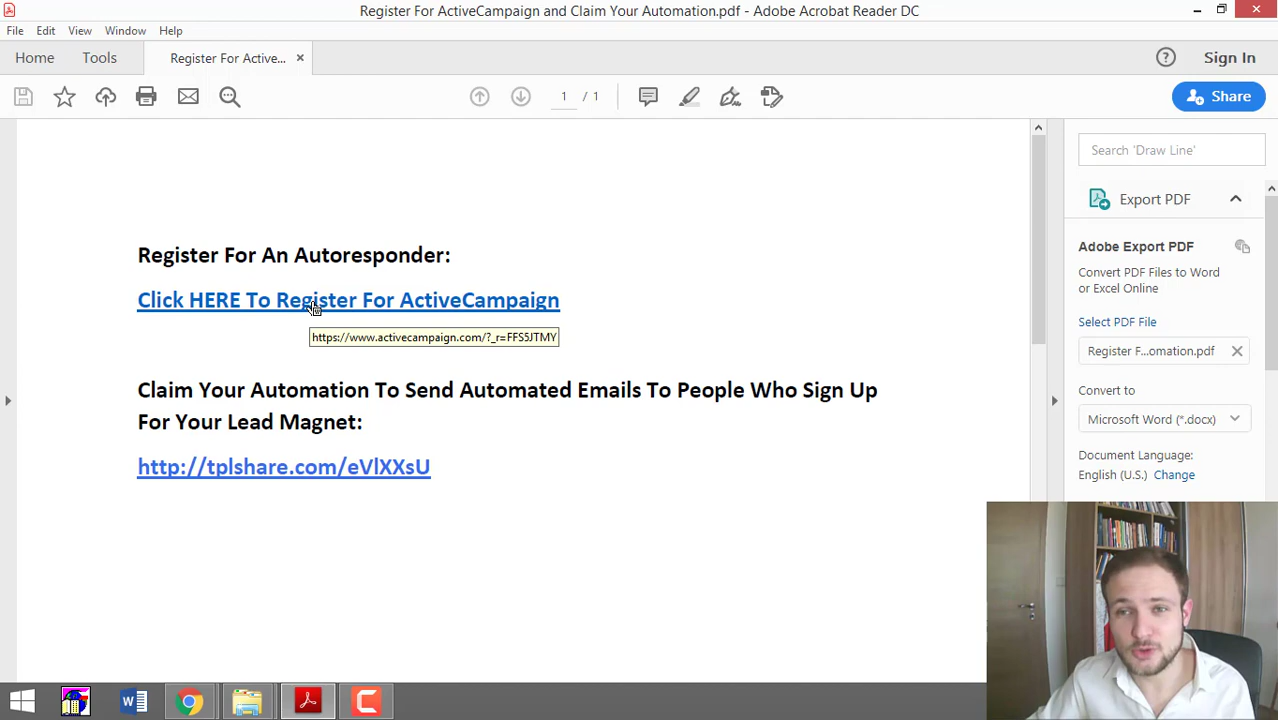 Register For ActiveCampaign and Claim Your Automation.pdf - Adobe Acrobat Reader DC
File Edit View Window Help
Home Tools Register For Active... × Sign In
1 / 1 Share
Search 'Draw Line'
Export PDF
Register For An Autoresponder:
Adobe Export PDF
Convert PDF Files to Word
or Excel Online
Click HERE To Register For ActiveCampaign
https://www.activecampaign.com/?_r=FFS5JTMY
Select PDF File
Register F...omation.pdf
Claim Your Automation To Send Automated Emails To People Who Sign Up
For Your Lead Magnet:
Convert to
Microsoft Word (*.docx)
http://tplshare.com/eVlXXsU
Document Language:
English (U.S.) Change